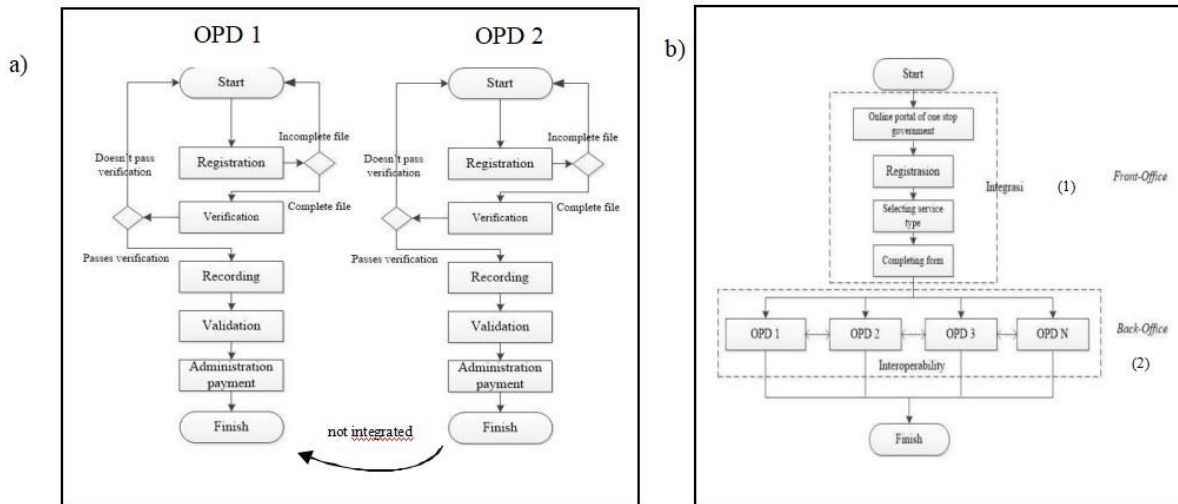 a)
OPD 1
Start
Incomplete file
Doesn't pass
verification
Registration
Complete file
Verification
Passes verification
Recording
Validation
Administration
payment
Finish
OPD 2
Start
Incomplete file
Doesn't pass
verification
Registration
Complete file
Verification
Passes verification
Recording
Validation
Administration
payment
Finish
not integrated
b)
Start
Online portal of one stop
government
Registrasion
Integrasi
(1)
Front-Office
Selecting service
type
Completing form
OPD 1
OPD 2
OPD 3
OPD N
Back-Office
Interoperability
(2)
Finish